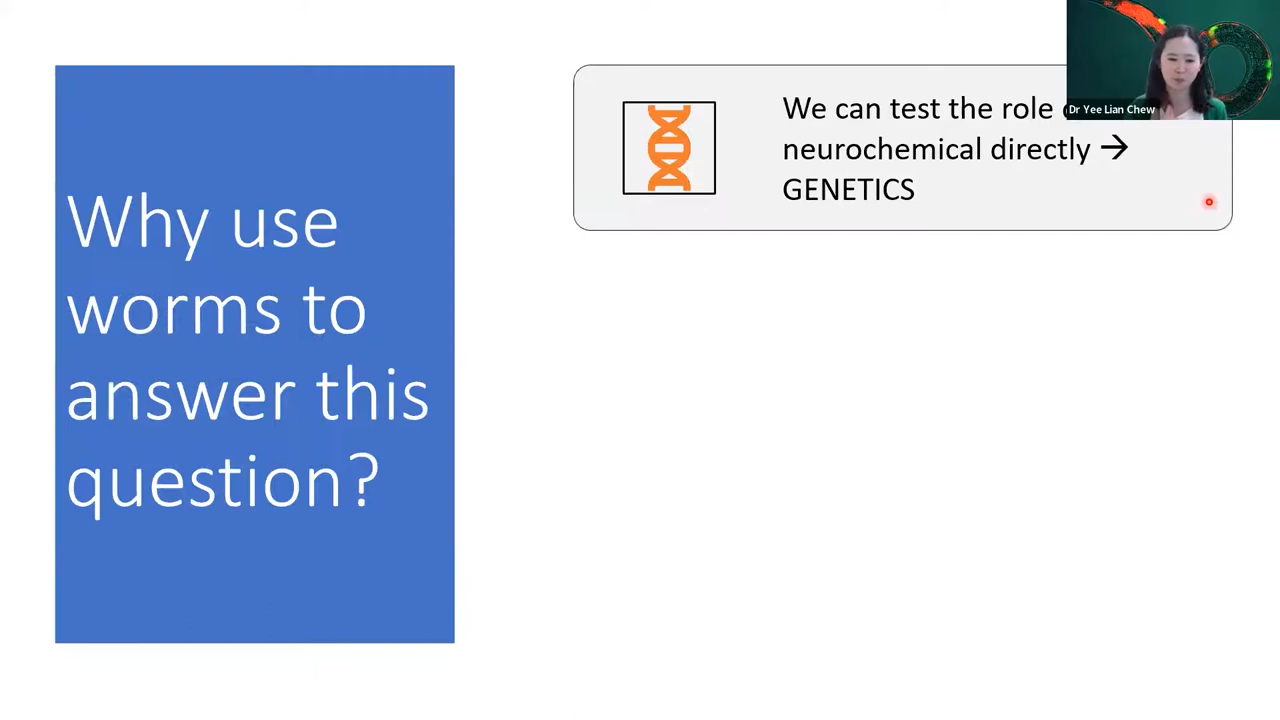 Why use
worms to
answer this
question?
We can test the role
neurochemical directly →
GENETICS
Dr Yee Lian Chew